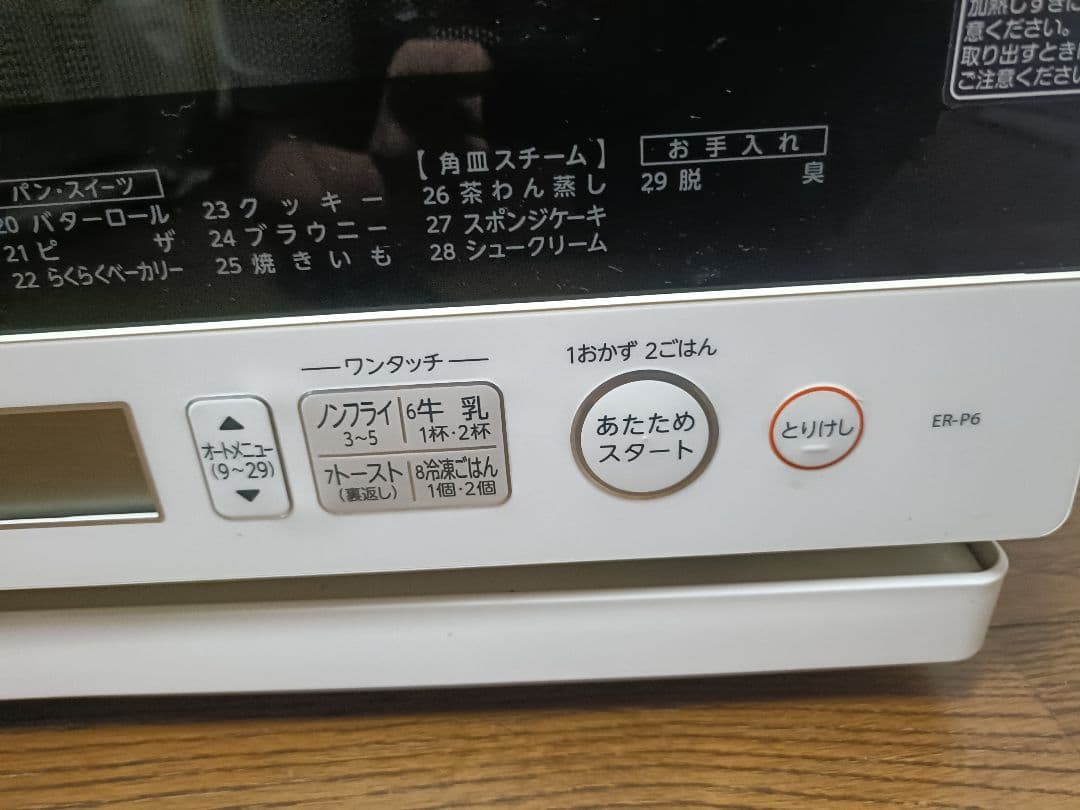 加熱しすぎに
意ください。
取り出すときに
ご注意ください
パン・スイーツ
20 バターロール
21 ピザ
22 らくらくベーカリー
23 クッキー
24 ブラウニー
25 焼きいも
【角皿スチーム】
26 茶わん蒸し
27 スポンジケーキ
28 シュークリーム
お手入れ
29 脱臭
オートメニュー
(9～29)
ワンタッチ
ノンフライ
3～5
6牛乳
1杯・2杯
7トースト
(裏返し)
8冷凍ごはん
1個・2個
1おかず 2ごはん
あたため
スタート
とりけし
ER-P6